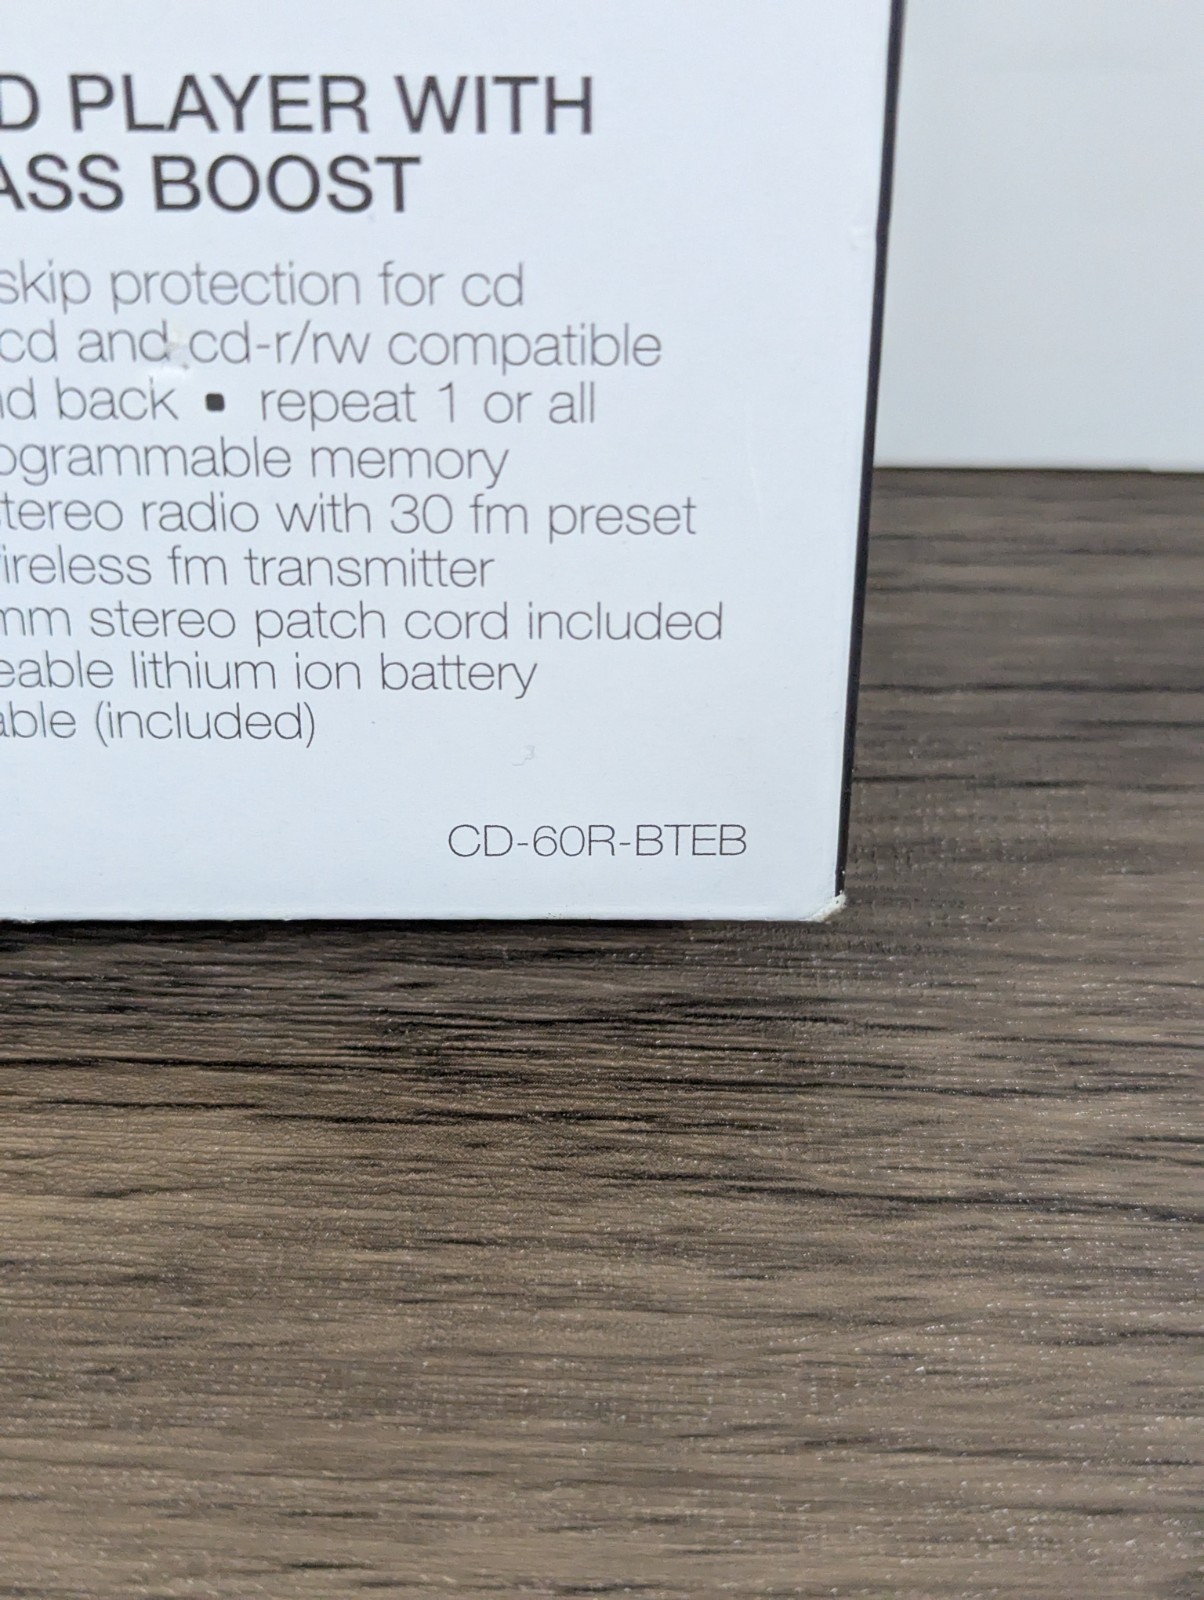 D PLAYER WITH
ASS BOOST
skip protection for cd
cd and cd-r/rw compatible
nd back ▪ repeat 1 or all
ogrammable memory
stereo radio with 30 fm preset
ireless fm transmitter
mm stereo patch cord included
eable lithium ion battery
able (included)
CD-60R-BTEB